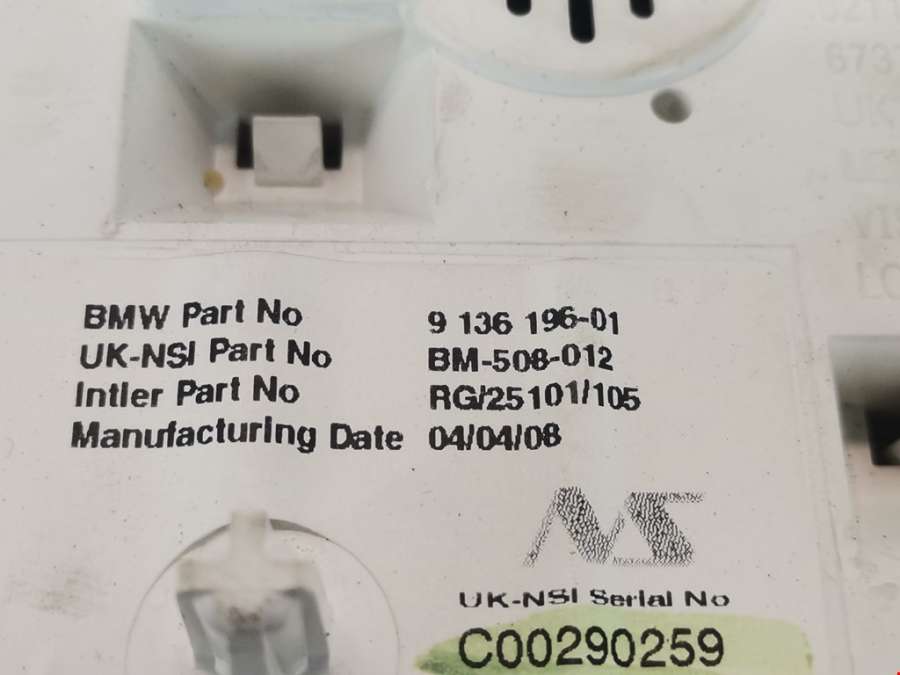 BMW Part No 9 136 196-01
UK-NSI Part No BM-508-012
Intler Part No RG/25101/105
Manufacturing Date 04/04/08
NS
UK-NSI Serial No
C00290259